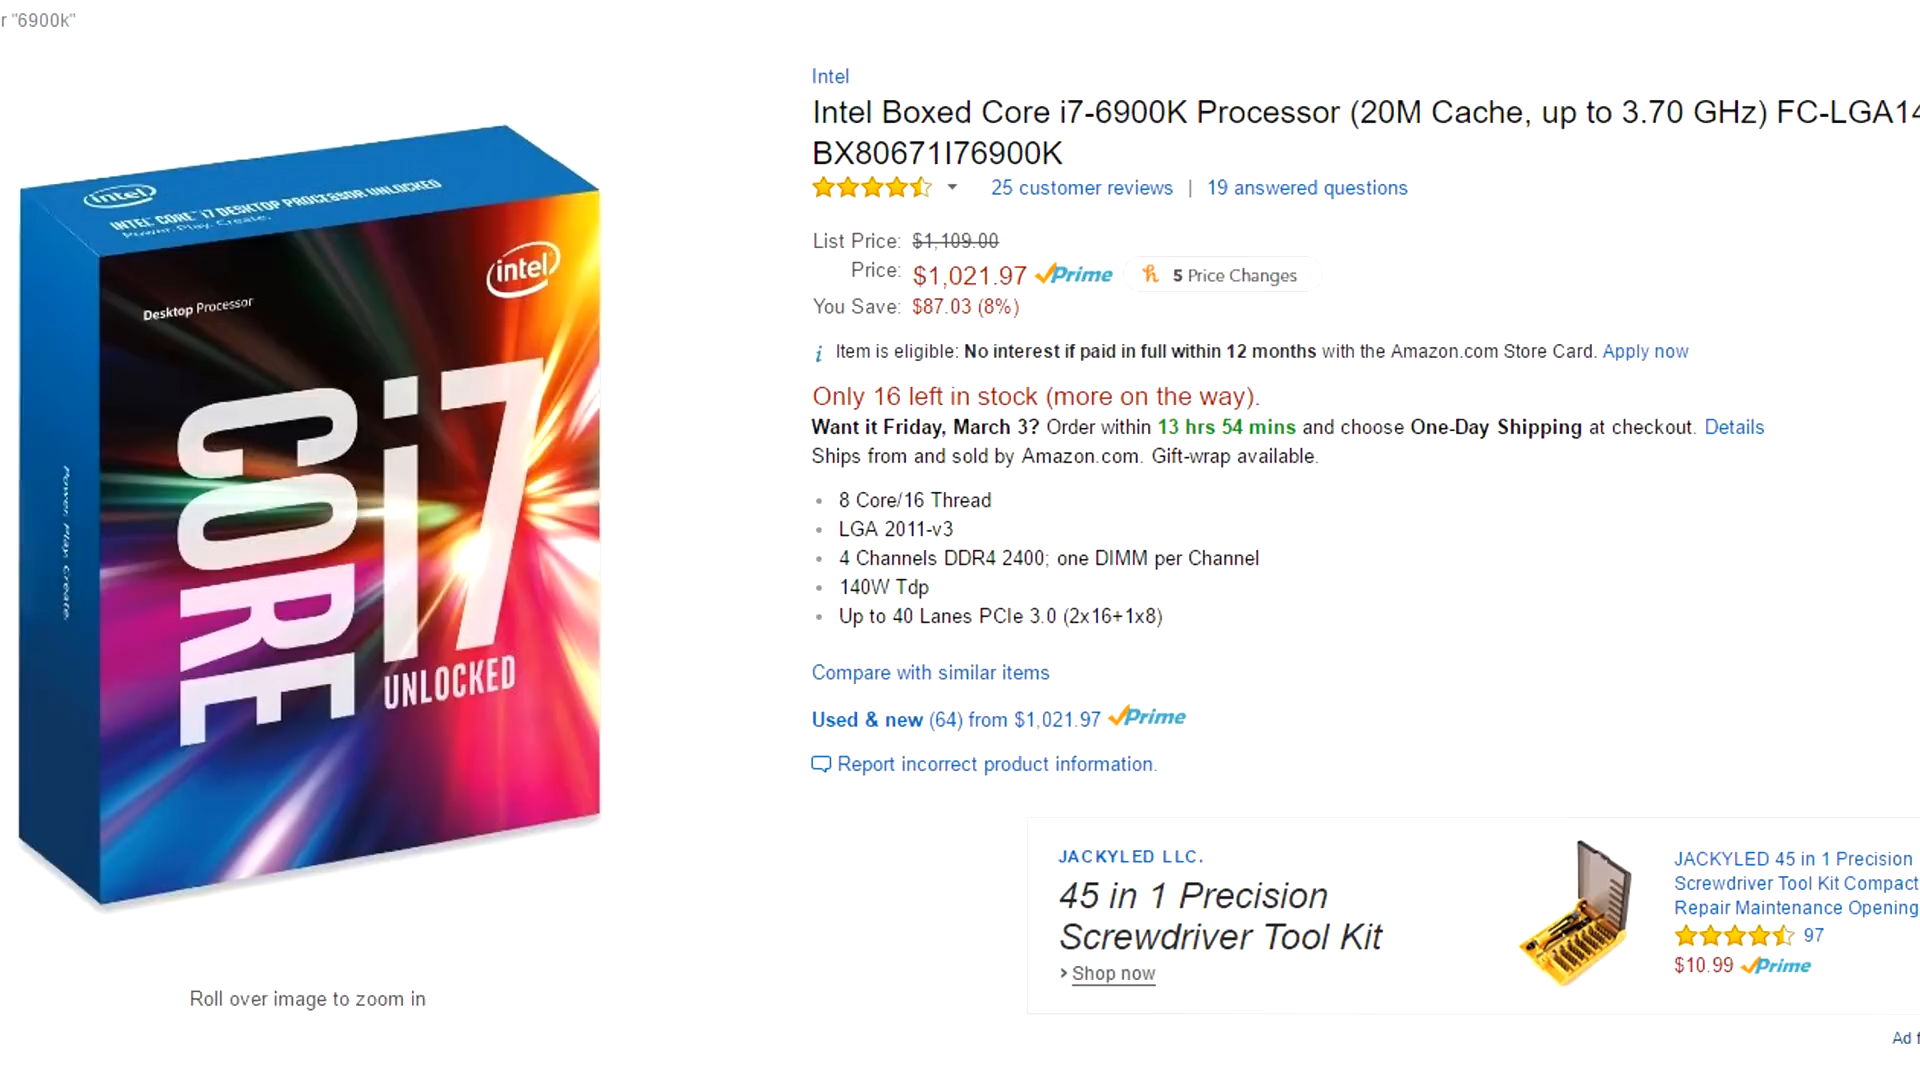 r "6900k"
Intel
Intel Boxed Core i7-6900K Processor (20M Cache, up to 3.70 GHz) FC-LGA14
BX80671I76900K
25 customer reviews | 19 answered questions
List Price: $1,109.00
Price: $1,021.97 Prime 5 Price Changes
You Save: $87.03 (8%)
Item is eligible: No interest if paid in full within 12 months with the Amazon.com Store Card. Apply now
Only 16 left in stock (more on the way).
Want it Friday, March 3? Order within 13 hrs 54 mins and choose One-Day Shipping at checkout. Details
Ships from and sold by Amazon.com. Gift-wrap available.
• 8 Core/16 Thread
• LGA 2011-v3
• 4 Channels DDR4 2400; one DIMM per Channel
• 140W Tdp
• Up to 40 Lanes PCIe 3.0 (2x16+1x8)
Compare with similar items
Used & new (64) from $1,021.97 Prime
Report incorrect product information.
intel
INTEL® CORE™ i7 DESKTOP PROCESSOR UNLOCKED
Power. Play. Create.
intel
Desktop Processor
CORE i7
UNLOCKED
Power. Play. Create.
Roll over image to zoom in
JACKYLED LLC.
45 in 1 Precision
Screwdriver Tool Kit
› Shop now
JACKYLED 45 in 1 Precision
Screwdriver Tool Kit Compact
Repair Maintenance Opening
97
$10.99 Prime
Ad f